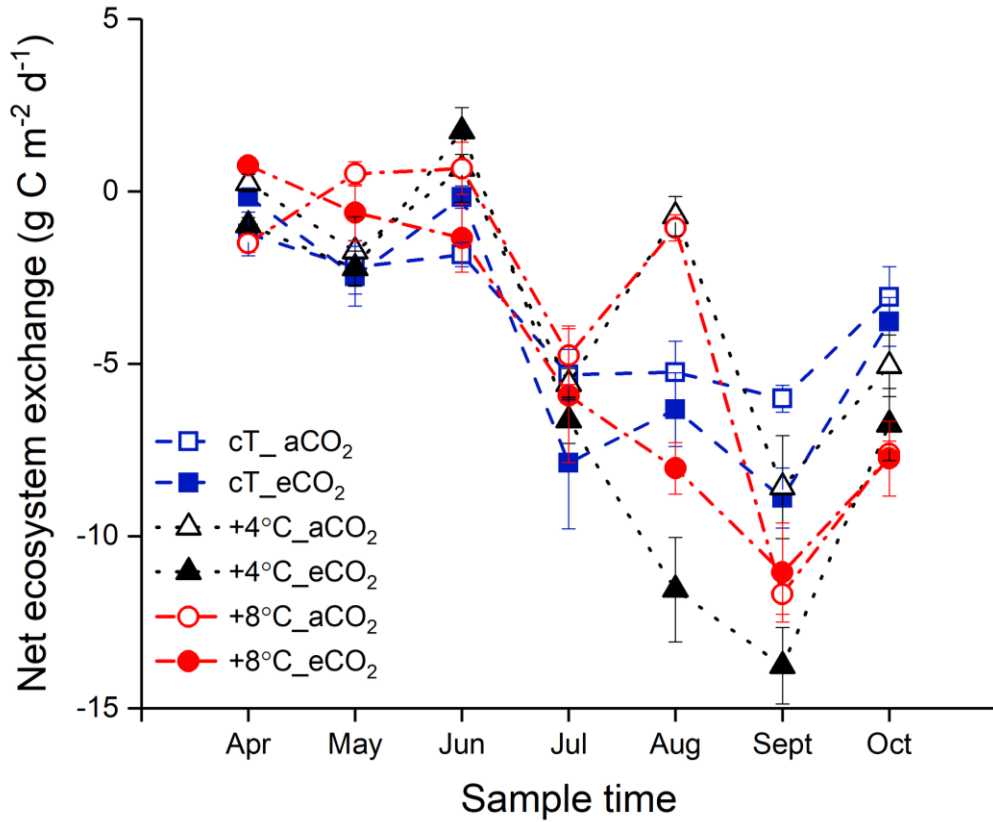 Net ecosystem exchange (g C m⁻² d⁻¹)
5
0
-5
-10
-15
cT_ aCO₂
cT_eCO₂
+4°C_aCO₂
+4°C_eCO₂
+8°C_aCO₂
+8°C_eCO₂
Apr May Jun Jul Aug Sept Oct
Sample time